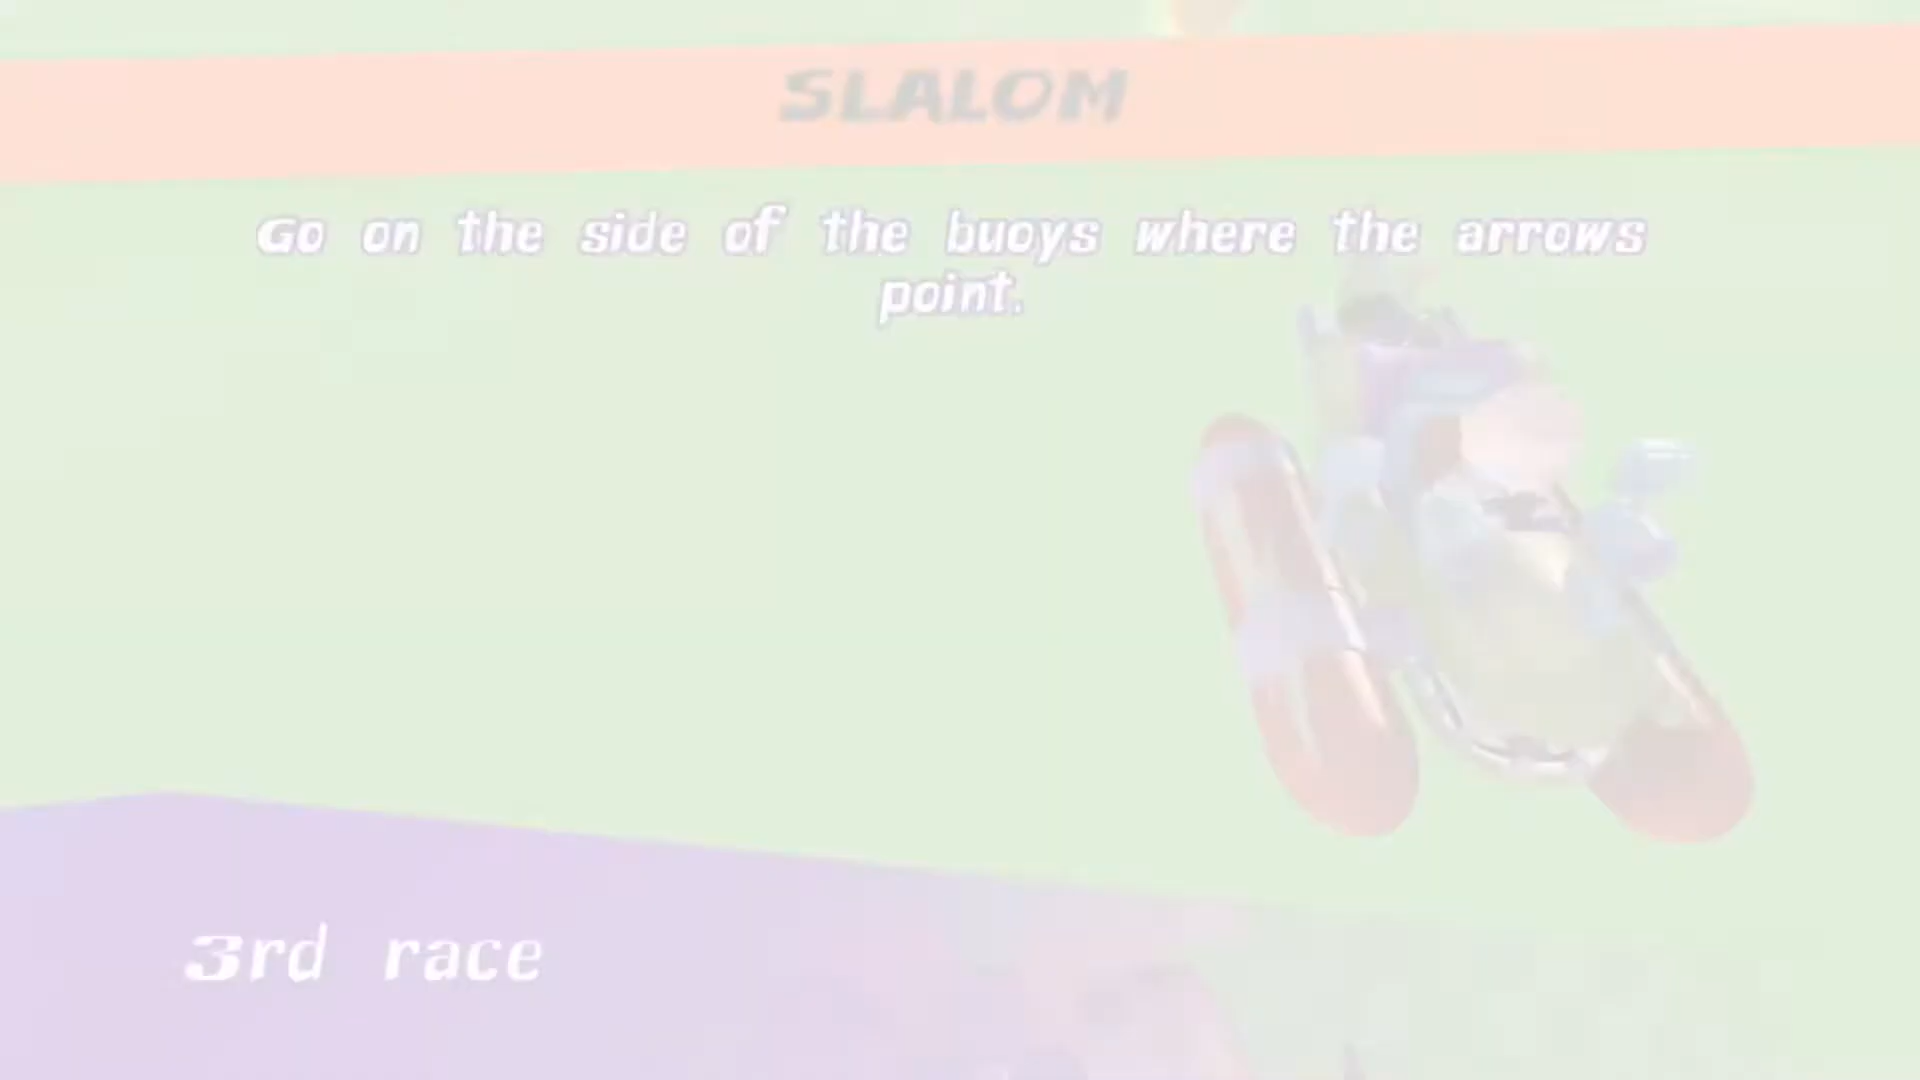 SLALOM
Go on the side of the buoys where the arrows
point.
3rd race